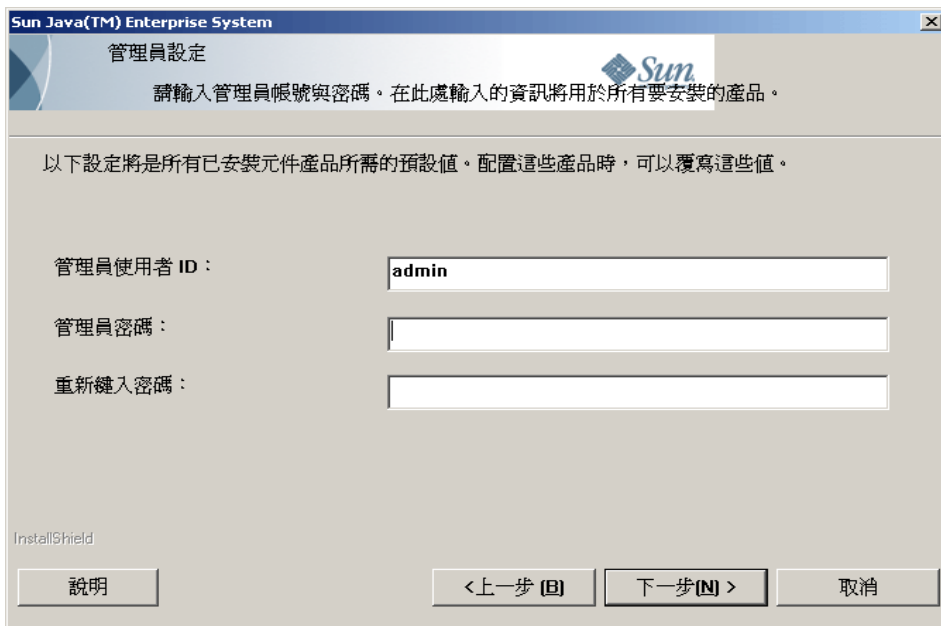 Sun Java(TM) Enterprise System
管理員設定
Sun
請輸入管理員帳號與密碼。在此處輸入的資訊將用於所有要安裝的產品。
以下設定將是所有已安裝元件產品所需的預設值。配置這些產品時，可以覆寫這些值。
管理員使用者 ID：
admin
管理員密碼：
重新鍵入密碼：
InstallShield
說明
<上一步 (B)
下一步(N) >
取消